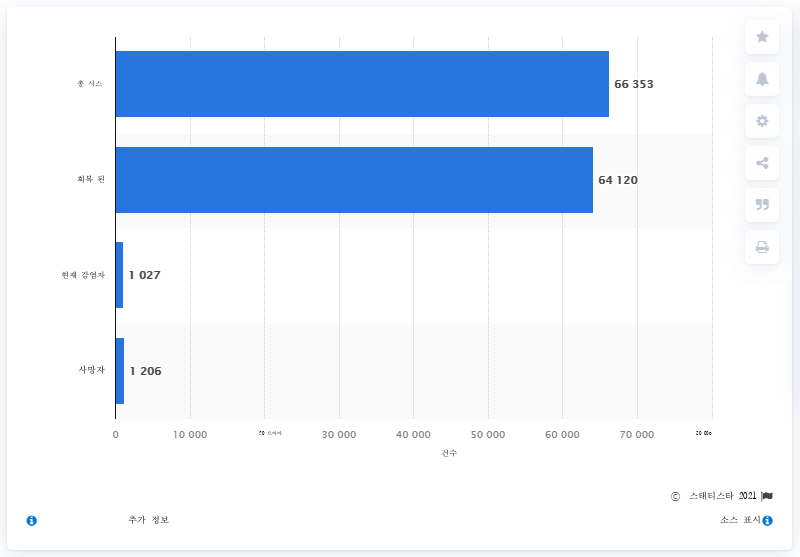 총 시스 66 353
회복 된 64 120
현재 감염자 1 027
사망자 1 206
0 10 000 30 000 40 000 50 000 60 000 70 000
건수
© 스태티스타 2021
추가 정보 소스 표시